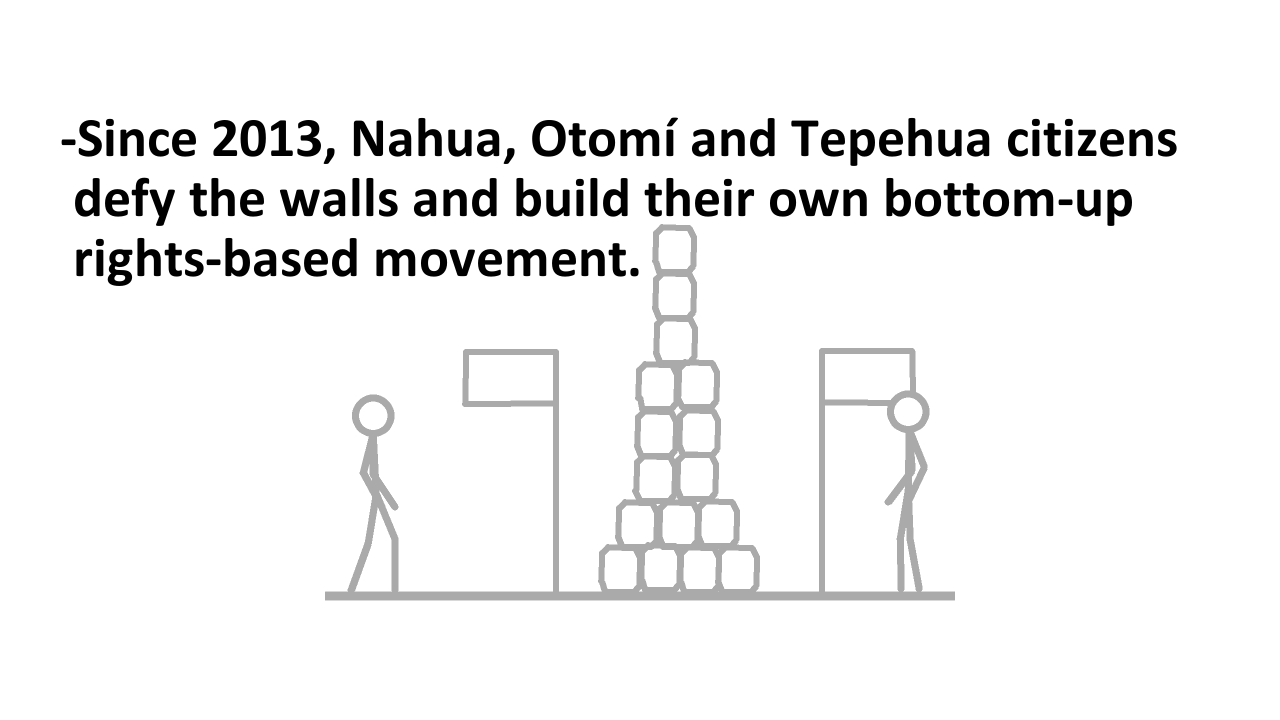 -Since 2013, Nahua, Otomí and Tepehua citizens
defy the walls and build their own bottom-up
rights-based movement.